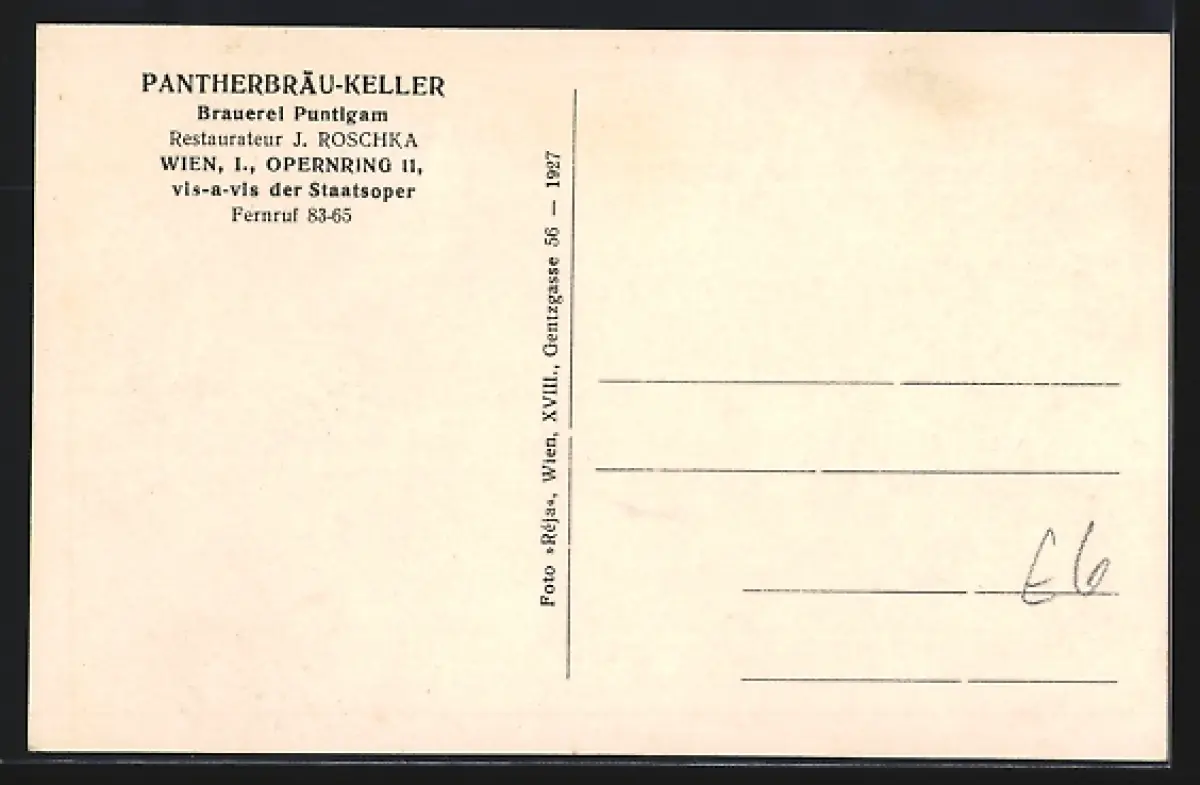 PANTHERBRÄU-KELLER
Brauerei Puntigam
Restaurateur J. ROSCHKA
WIEN, I., OPERNRING 11,
vis-a-vis der Staatsoper
Fernruf 83-65
Foto »Réja«, Wien, XVIII., Gentzgasse 56 — 1927
E6